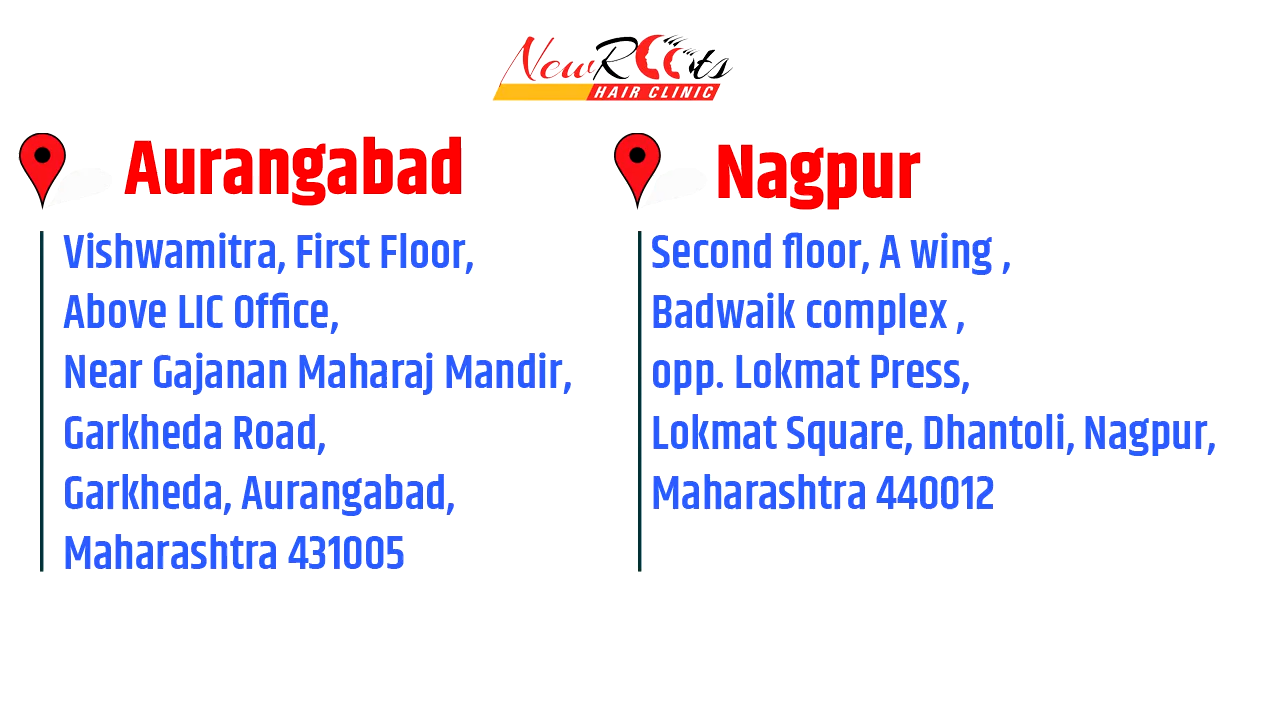 NewRoots
HAIR CLINIC
Aurangabad
Vishwamitra, First Floor,
Above LIC Office,
Near Gajanan Maharaj Mandir,
Garkheda Road,
Garkheda, Aurangabad,
Maharashtra 431005
Nagpur
Second floor, A wing ,
Badwaik complex ,
opp. Lokmat Press,
Lokmat Square, Dhantoli, Nagpur,
Maharashtra 440012